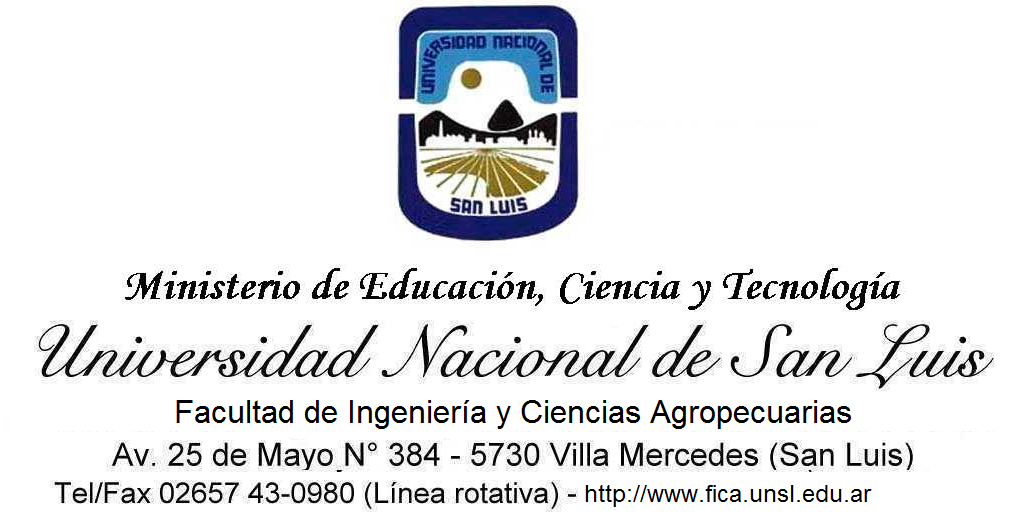 UNIVERSIDAD NACIONAL DE
SAN LUIS
Ministerio de Educación, Ciencia y Tecnología
Universidad Nacional de San Luis
Facultad de Ingeniería y Ciencias Agropecuarias
Av. 25 de Mayo N° 384 - 5730 Villa Mercedes (San Luis)
Tel/Fax 02657 43-0980 (Línea rotativa) - http://www.fica.unsl.edu.ar